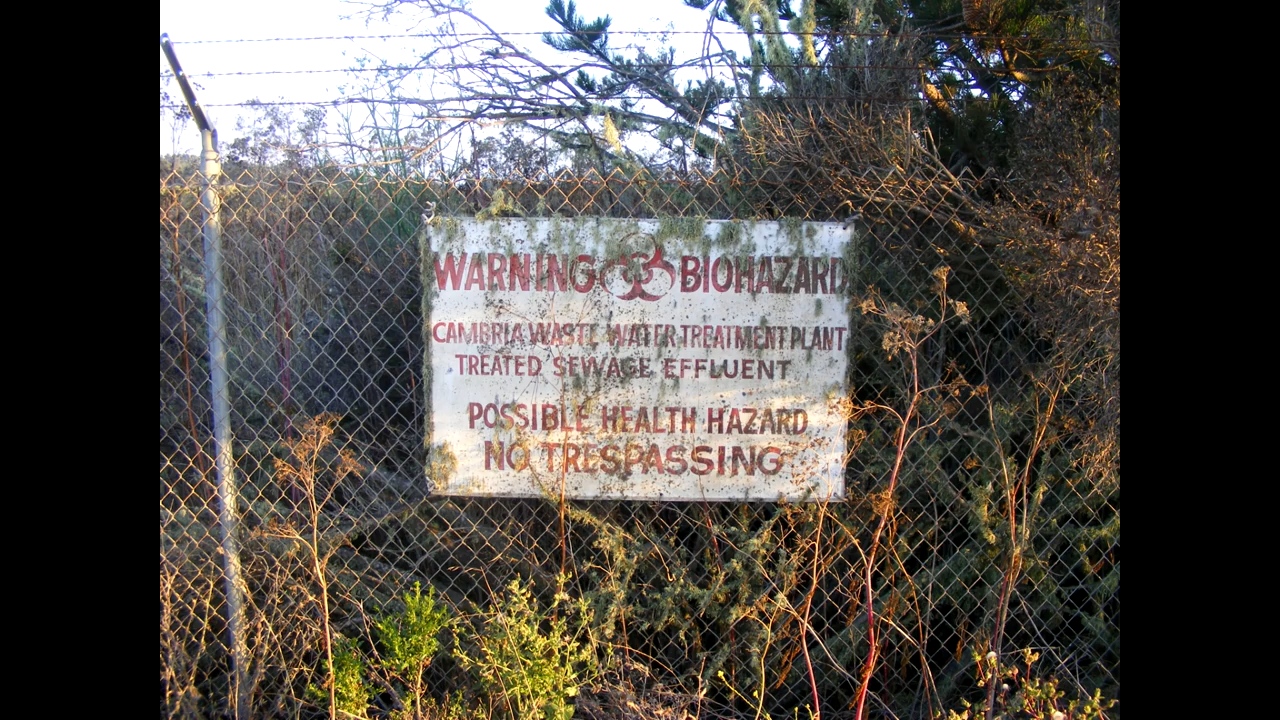 WARNING BIOHAZARD
CAMBRIA WASTE WATER TREATMENT PLANT
TREATED SEWAGE EFFLUENT
POSSIBLE HEALTH HAZARD
NO TRESPASSING